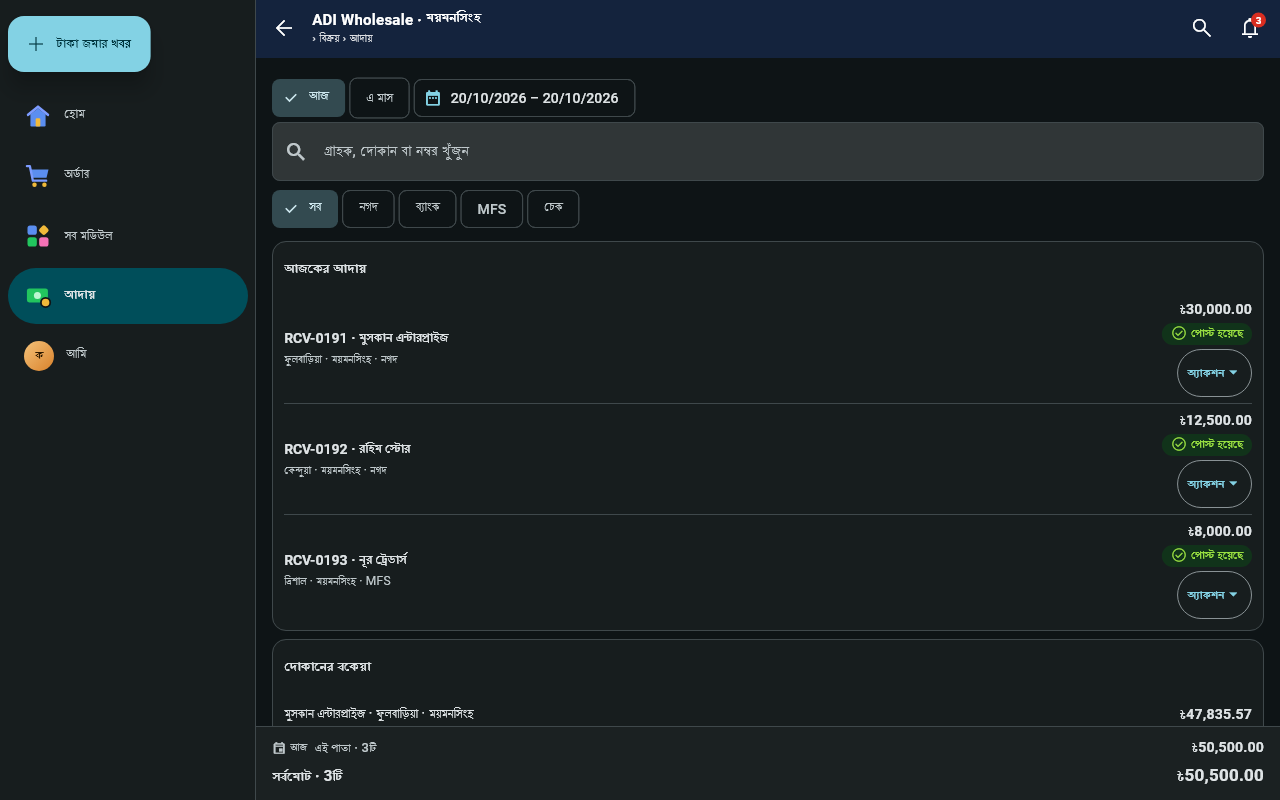 টাকা জমার খবর
হোম
অর্ডার
সব মডিউল
আদায়
ক
আমি
ADI Wholesale · ময়মনসিংহ
› বিক্রয় › আদায়
3
আজ
এ মাস
20/10/2026 – 20/10/2026
গ্রাহক, দোকান বা নম্বর খুঁজুন
সব
নগদ
ব্যাংক
MFS
চেক
আজকের আদায়
৳30,000.00
RCV-0191 · মুসকান এন্টারপ্রাইজ
পোস্ট হয়েছে
ফুলবাড়িয়া · ময়মনসিংহ · নগদ
অ্যাকশন
৳12,500.00
RCV-0192 · রহিম স্টোর
পোস্ট হয়েছে
কেন্দুয়া · ময়মনসিংহ · নগদ
অ্যাকশন
৳8,000.00
RCV-0193 · নূর ট্রেডার্স
পোস্ট হয়েছে
ত্রিশাল · ময়মনসিংহ · MFS
অ্যাকশন
দোকানের বকেয়া
মুসকান এন্টারপ্রাইজ · ফুলবাড়িয়া · ময়মনসিংহ
৳47,835.57
আজ এই পাতা · 3টি
৳50,500.00
সর্বমোট · 3টি
৳50,500.00